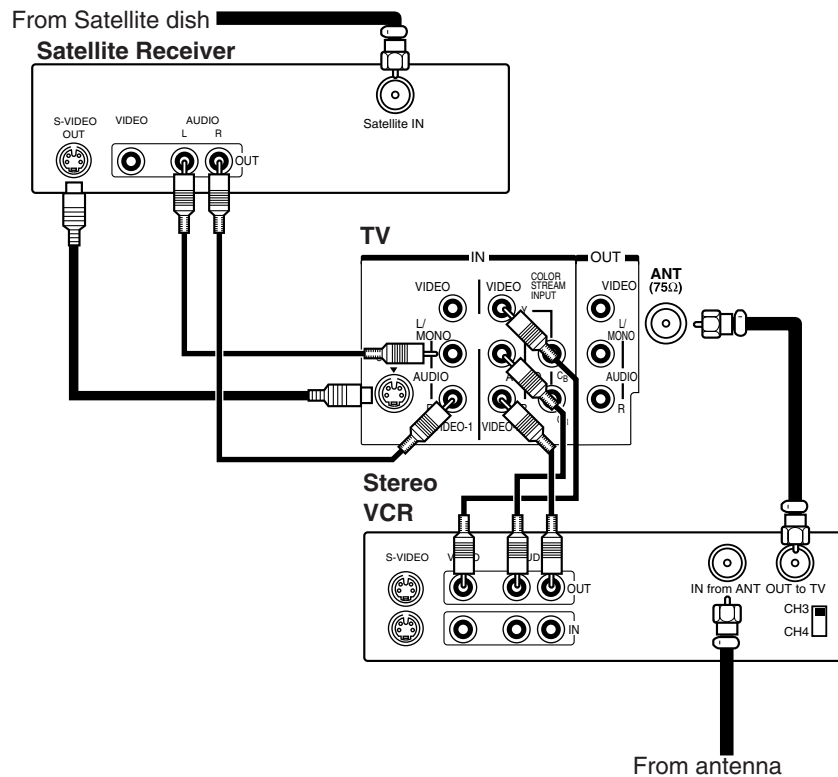 From Satellite dish
Satellite Receiver
S-VIDEO
OUT
VIDEO
AUDIO
L R
OUT
Satellite IN
TV
IN
OUT
VIDEO
VIDEO
COLOR
STREAM
INPUT
VIDEO
ANT
(75Ω)
Y
L/
MONO
L/
MONO
CB
AUDIO
AUDIO
R
Stereo
VCR
S-VIDEO
OUT
IN
IN from ANT
OUT to TV
CH3
CH4
From antenna